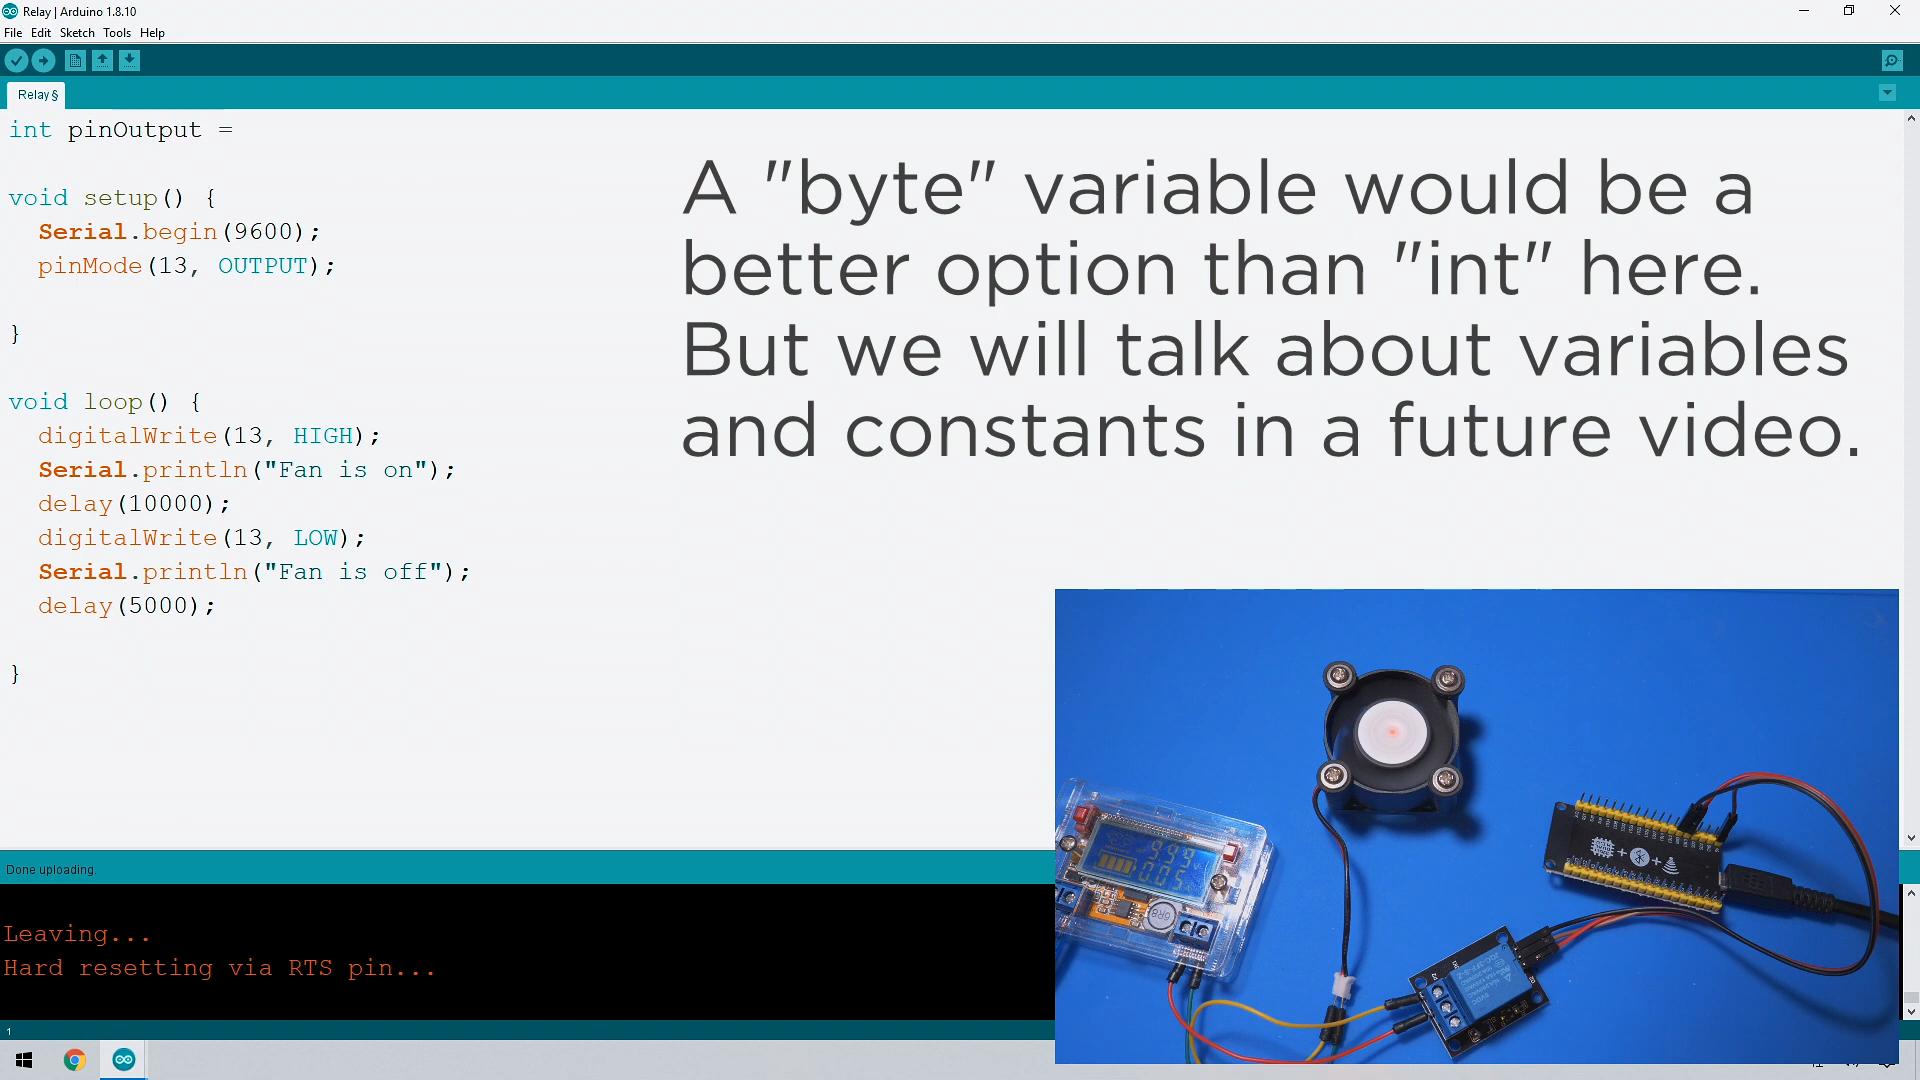 Relay | Arduino 1.8.10
File Edit Sketch Tools Help
Relay §
int pinOutput =
void setup() {
Serial.begin(9600);
pinMode(13, OUTPUT);
}
void loop() {
digitalWrite(13, HIGH);
Serial.println("Fan is on");
delay(10000);
digitalWrite(13, LOW);
Serial.println("Fan is off");
delay(5000);
}
A "byte" variable would be a
better option than "int" here.
But we will talk about variables
and constants in a future video.
Done uploading.
Leaving...
Hard resetting via RTS pin...
1
6R8